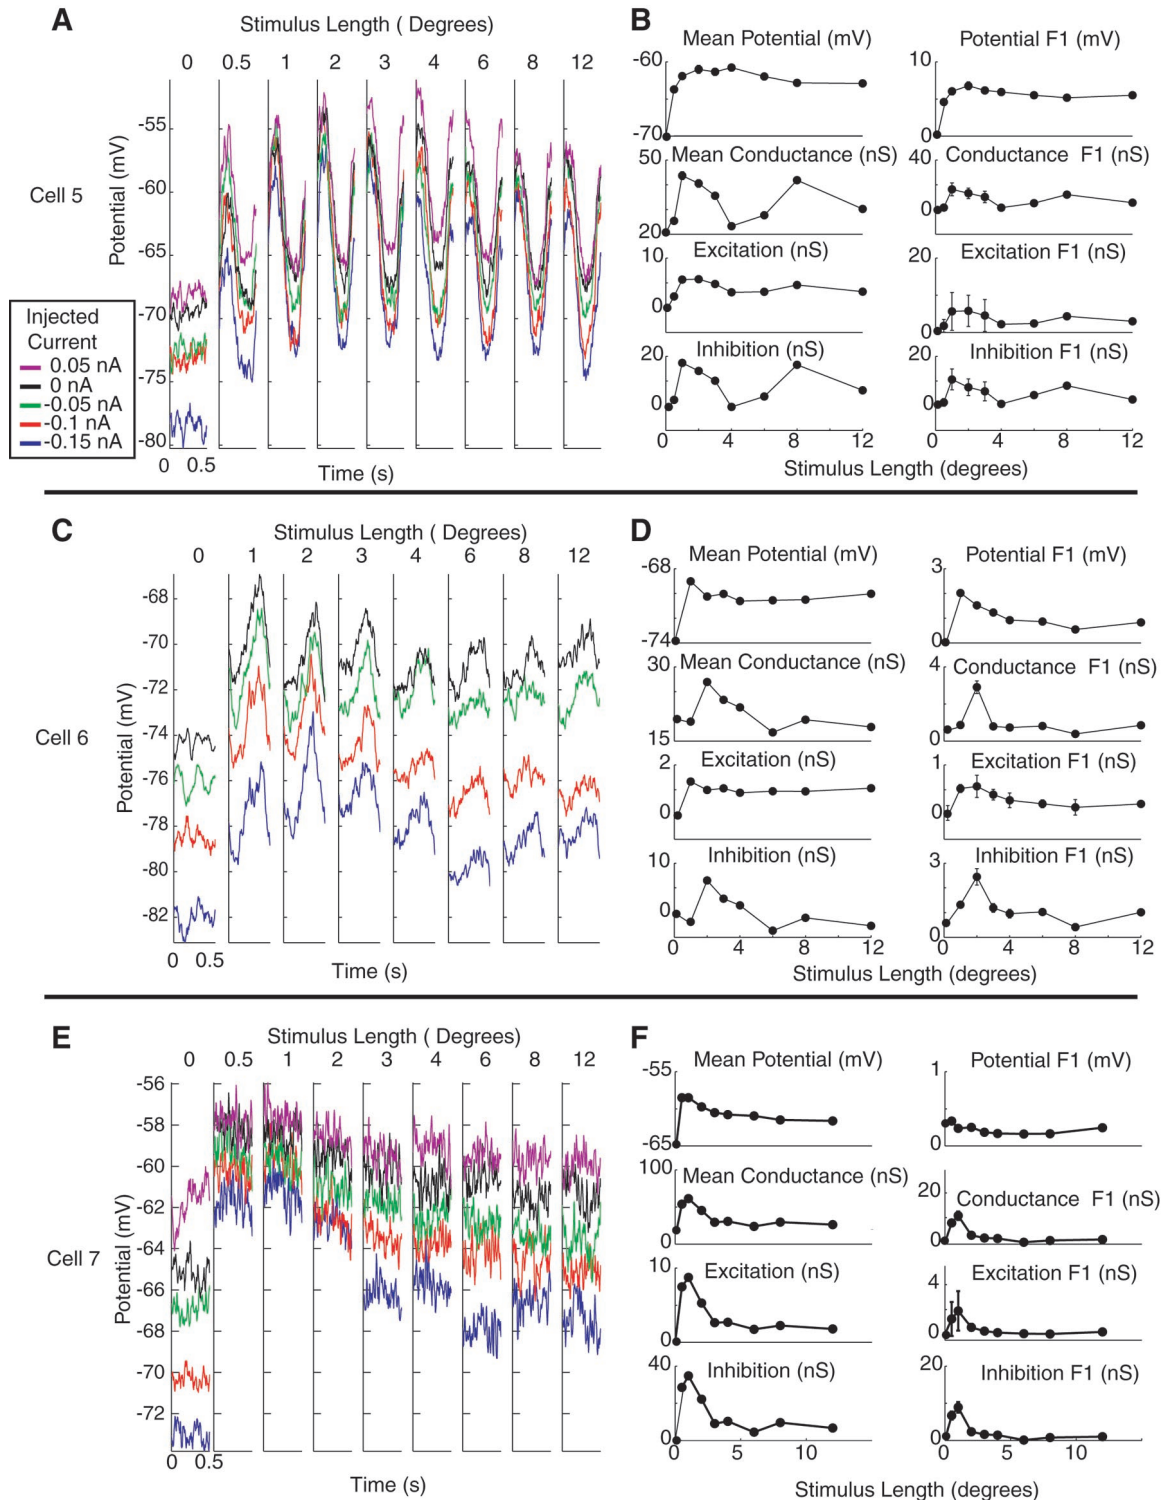 A
Stimulus Length ( Degrees)
0 0.5 1 2 3 4 6 8 12
Cell 5
Potential (mV)
-55
-60
-65
-70
-75
-80
Injected
Current
0.05 nA
0 nA
-0.05 nA
-0.1 nA
-0.15 nA
0 0.5
Time (s)
B
Mean Potential (mV)
-60
-70
Potential F1 (mV)
10
0
Mean Conductance (nS)
50
20
Conductance F1 (nS)
40
0
Excitation (nS)
10
0
Excitation F1 (nS)
20
0
Inhibition (nS)
20
0
0 4 8 12
Inhibition F1 (nS)
20
0
0 4 8 12
Stimulus Length (degrees)
C
Stimulus Length ( Degrees)
0 1 2 3 4 6 8 12
Cell 6
Potential (mV)
-68
-70
-72
-74
-76
-78
-80
-82
0 0.5
Time (s)
D
Mean Potential (mV)
-68
-74
Potential F1 (mV)
3
0
Mean Conductance (nS)
30
15
Conductance F1 (nS)
4
0
Excitation (nS)
2
0
Excitation F1 (nS)
1
0
Inhibition (nS)
10
0
0 4 8 12
Inhibition F1 (nS)
3
0
0 4 8 12
Stimulus Length (degrees)
E
Stimulus Length ( Degrees)
0 0.5 1 2 3 4 6 8 12
Cell 7
Potential (mV)
-56
-58
-60
-62
-64
-66
-68
-70
-72
0 0.5
Time (s)
F
Mean Potential (mV)
-55
-65
Potential F1 (mV)
1
0
Mean Conductance (nS)
100
0
Conductance F1 (nS)
20
0
Excitation (nS)
10
0
Excitation F1 (nS)
4
0
Inhibition (nS)
40
0
0 5 10
Inhibition F1 (nS)
20
0
0 10
Stimulus Length (degrees)